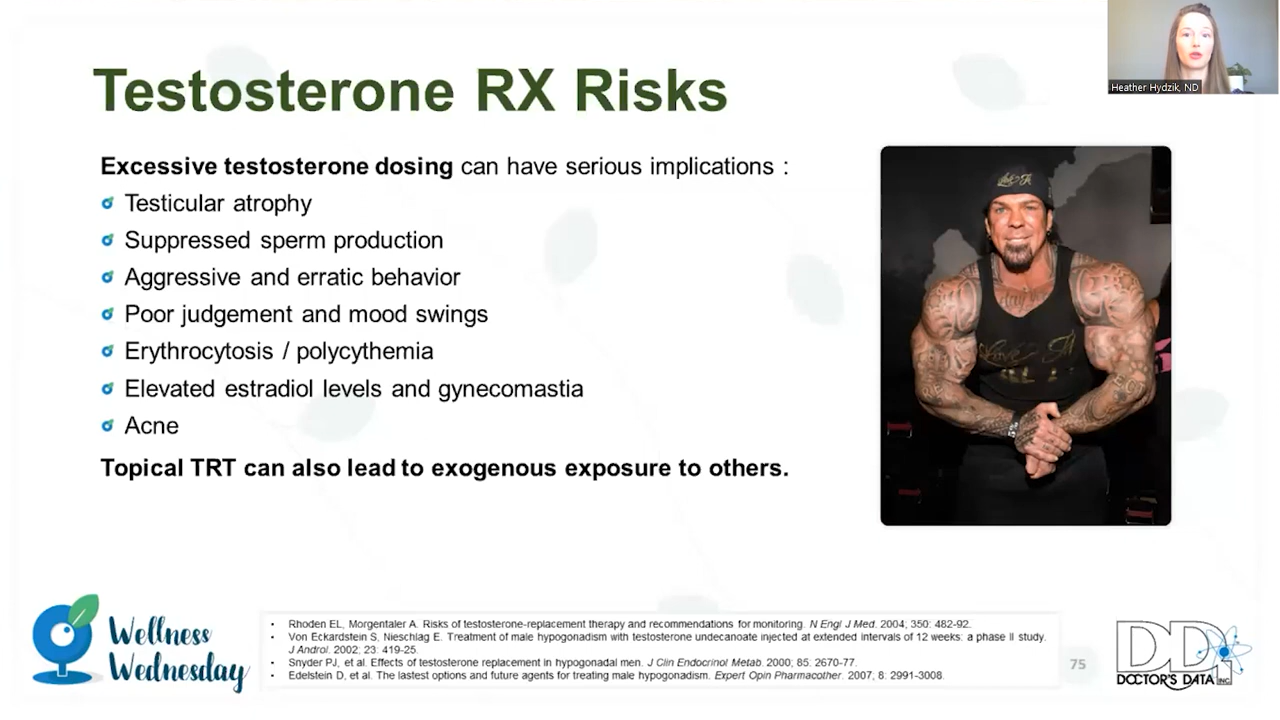 Heather Hydzik, ND
Testosterone RX Risks
Excessive testosterone dosing can have serious implications :
Testicular atrophy
Suppressed sperm production
Aggressive and erratic behavior
Poor judgement and mood swings
Erythrocytosis / polycythemia
Elevated estradiol levels and gynecomastia
Acne
Topical TRT can also lead to exogenous exposure to others.
Wellness
Wednesday
• Rhoden EL, Morgentaler A. Risks of testosterone-replacement therapy and recommendations for monitoring. N Engl J Med. 2004; 350: 482-92.
• Von Eckardstein S, Nieschlag E. Treatment of male hypogonadism with testosterone undecanoate injected at extended intervals of 12 weeks: a phase II study.
J Androl. 2002; 23: 419-25.
• Snyder PJ, et al. Effects of testosterone replacement in hypogonadal men. J Clin Endocrinol Metab. 2000; 85. 2670-77.
• Edelstein D, et al. The lastest options and future agents for treating male hypogonadism. Expert Opin Pharmacother. 2007; 8: 2991-3008.
75
DDI
DOCTOR'S DATA INC.